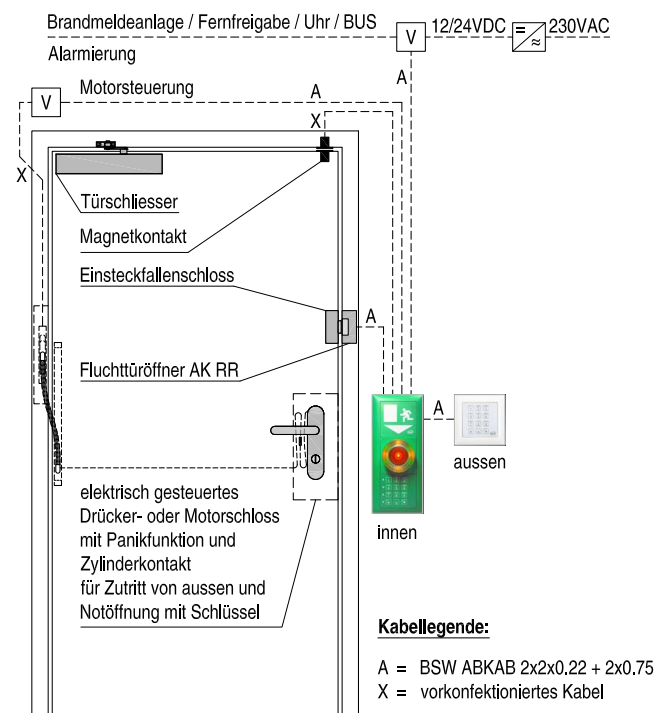 Brandmeldeanlage / Fernfreigabe / Uhr / BUS
V
12/24VDC
=
≈
230VAC
Alarmierung
A
V
Motorsteuerung
A
X
X
Türschliesser
Magnetkontakt
Einsteckfallenschloss
A
Fluchttüröffner AK RR
A
aussen
innen
elektrisch gesteuertes
Drücker- oder Motorschloss
mit Panikfunktion und
Zylinderkontakt
für Zutritt von aussen und
Notöffnung mit Schlüssel
Kabellegende:
A = BSW ABKAB 2x2x0.22 + 2x0.75
X = vorkonfektioniertes Kabel